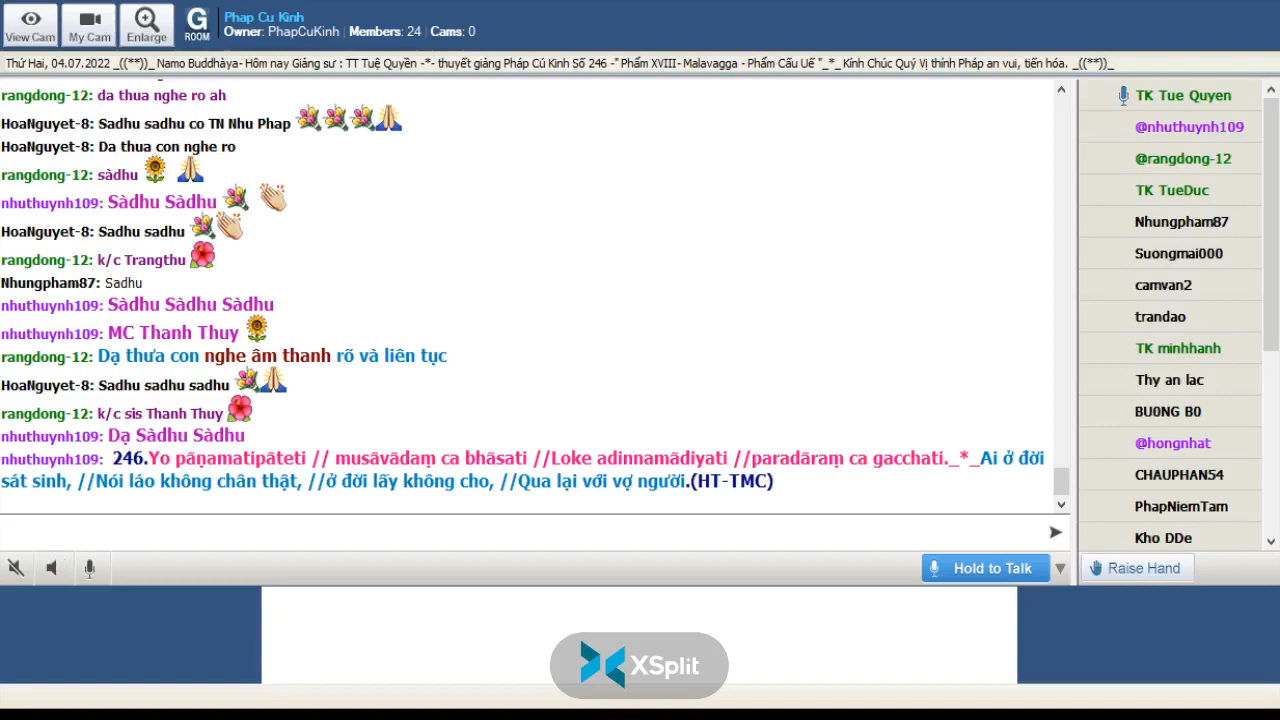 View Cam
My Cam
Enlarge
G
ROOM
Phap Cu Kinh
Owner: PhapCuKinh | Members: 24 | Cams: 0
Thứ Hai, 04.07.2022 _((**))_ Namo Buddhàya- Hôm nay Giảng sư : TT Tuệ Quyền -*- thuyết giảng Pháp Cú Kinh Số 246 -" Phẩm XVIII- Malavagga - Phẩm Cấu Uế "_*_ Kính Chúc Quý Vị thính Pháp an vui, tiến hóa. _((**))_
rangdong-12: da thua nghe ro ah
HoaNguyet-8: Sadhu sadhu co TN Nhu Phap
HoaNguyet-8: Da thua con nghe ro
rangdong-12: sàdhu
nhuthuynh109: Sàdhu Sàdhu
HoaNguyet-8: Sadhu sadhu
rangdong-12: k/c Trangthu
Nhungpham87: Sadhu
nhuthuynh109: Sàdhu Sàdhu Sàdhu
nhuthuynh109: MC Thanh Thuy
rangdong-12: Dạ thưa con nghe âm thanh rõ và liên tục
HoaNguyet-8: Sadhu sadhu sadhu
rangdong-12: k/c sis Thanh Thuy
nhuthuynh109: Dạ Sàdhu Sàdhu
nhuthuynh109: 246.Yo pāṇamatipāteti // musāvādaṃ ca bhāsati //Loke adinnamādiyati //paradāraṃ ca gacchati._*_Ai ở đời
sát sinh, //Nói láo không chân thật, //ở đời lấy không cho, //Qua lại với vợ người.(HT-TMC)
TK Tue Quyen
@nhuthuynh109
@rangdong-12
TK TueDuc
Nhungpham87
Suongmai000
camvan2
trandao
TK minhhanh
Thy an lac
BU0NG B0
@hongnhat
CHAUPHAN54
PhapNiemTam
Kho DDe
Hold to Talk
Raise Hand
XSplit